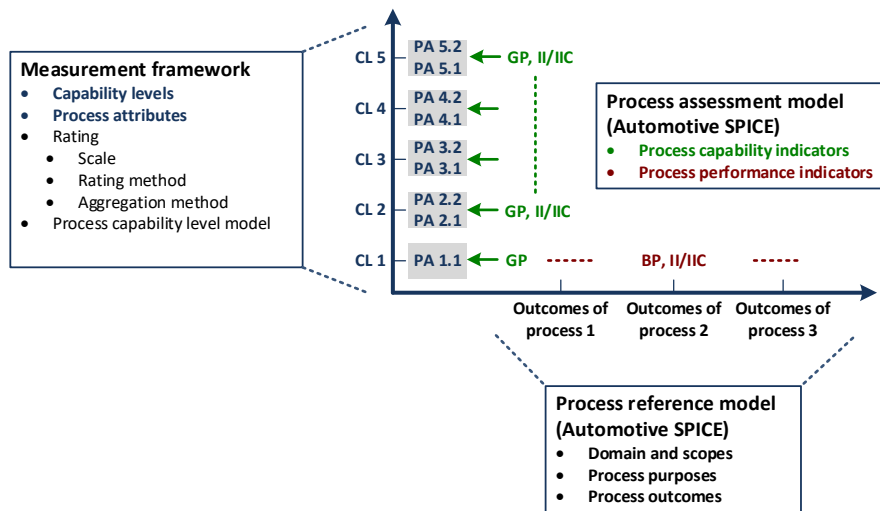 Measurement framework
• Capability levels
• Process attributes
• Rating
• Scale
• Rating method
• Aggregation method
• Process capability level model
CL 5
PA 5.2
PA 5.1
GP, II/IIC
CL 4
PA 4.2
PA 4.1
CL 3
PA 3.2
PA 3.1
CL 2
PA 2.2
PA 2.1
GP, II/IIC
CL 1
PA 1.1
GP
BP, II/IIC
Outcomes of
process 1
Outcomes of
process 2
Outcomes of
process 3
Process assessment model
(Automotive SPICE)
• Process capability indicators
• Process performance indicators
Process reference model
(Automotive SPICE)
• Domain and scopes
• Process purposes
• Process outcomes